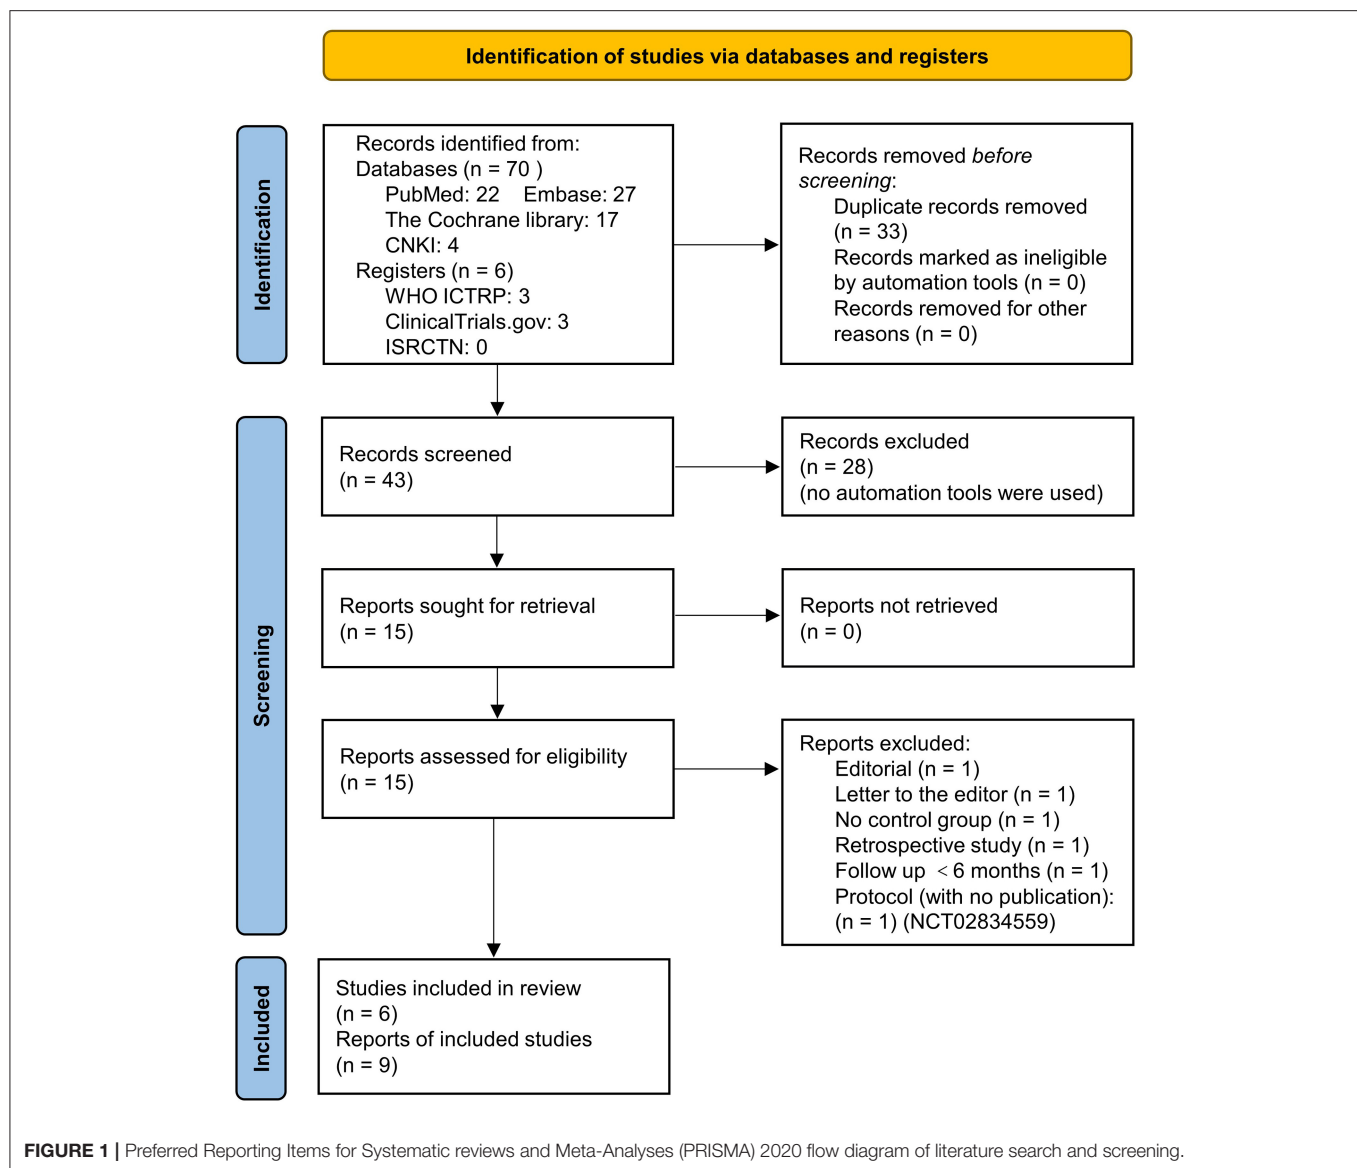 Identification of studies via databases and registers
Identification
Records identified from:
Databases (n = 70 )
PubMed: 22 Embase: 27
The Cochrane library: 17
CNKI: 4
Registers (n = 6)
WHO ICTRP: 3
ClinicalTrials.gov: 3
ISRCTN: 0
Records removed before
screening:
Duplicate records removed
(n = 33)
Records marked as ineligible
by automation tools (n = 0)
Records removed for other
reasons (n = 0)
Screening
Records screened
(n = 43)
Records excluded
(n = 28)
(no automation tools were used)
Reports sought for retrieval
(n = 15)
Reports not retrieved
(n = 0)
Reports assessed for eligibility
(n = 15)
Reports excluded:
Editorial (n = 1)
Letter to the editor (n = 1)
No control group (n = 1)
Retrospective study (n = 1)
Follow up < 6 months (n = 1)
Protocol (with no publication):
(n = 1) (NCT02834559)
Included
Studies included in review
(n = 6)
Reports of included studies
(n = 9)
FIGURE 1 | Preferred Reporting Items for Systematic reviews and Meta-Analyses (PRISMA) 2020 flow diagram of literature search and screening.